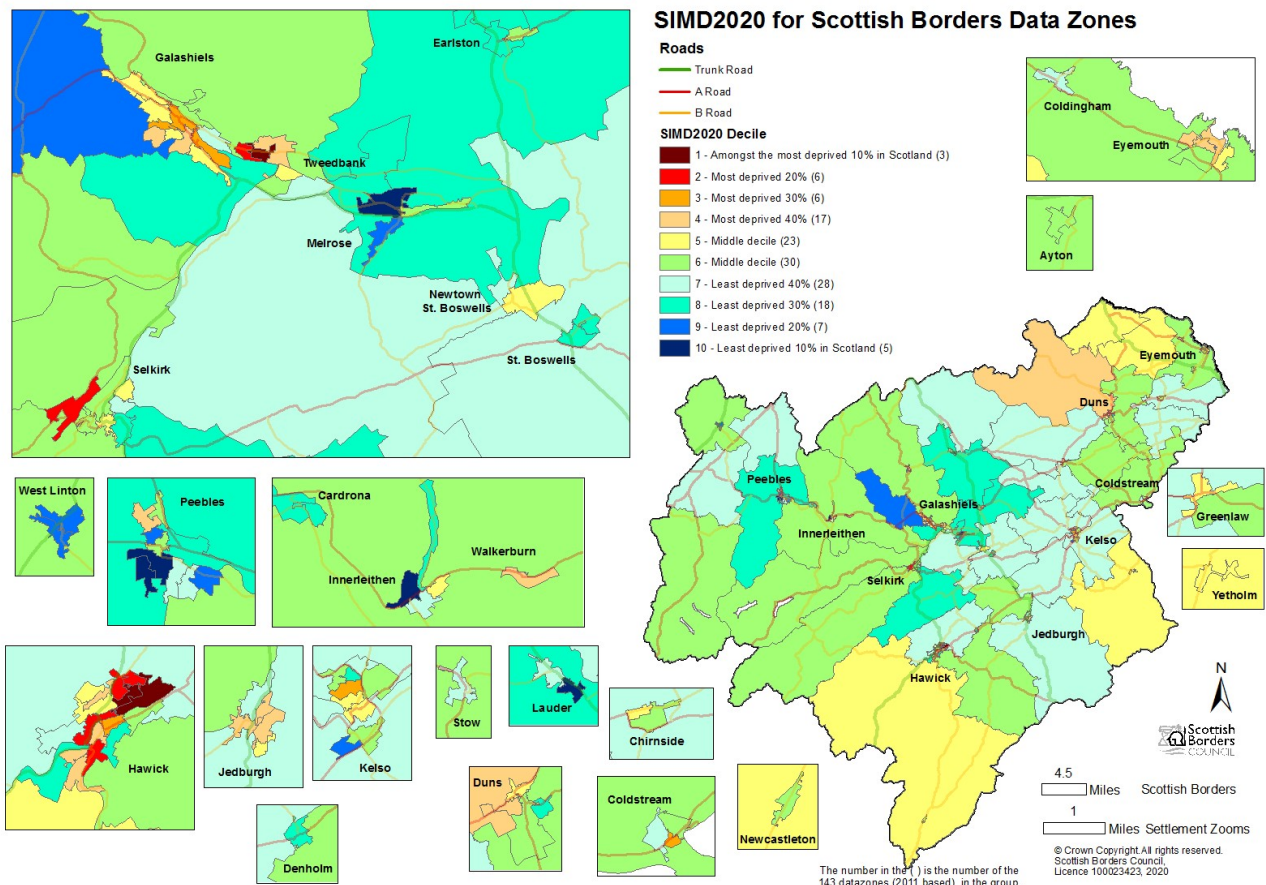 SIMD2020 for Scottish Borders Data Zones
Roads
Trunk Road
A Road
B Road
SIMD2020 Decile
1 - Amongst the most deprived 10% in Scotland (3)
2 - Most deprived 20% (6)
3 - Most deprived 30% (6)
4 - Most deprived 40% (17)
5 - Middle decile (23)
6 - Middle decile (30)
7 - Least deprived 40% (28)
8 - Least deprived 30% (18)
9 - Least deprived 20% (7)
10 - Least deprived 10% in Scotland (5)
Earlston
Galashiels
Tweedbank
Melrose
Newtown
St. Boswells
St. Boswells
Selkirk
Coldingham
Eyemouth
Ayton
Eyemouth
Duns
Peebles
Coldstream
Galashiels
Innerleithen
Kelso
Selkirk
Jedburgh
Hawick
Greenlaw
Yetholm
West Linton
Peebles
Cardrona
Walkerburn
Innerleithen
Hawick
Jedburgh
Kelso
Stow
Lauder
Chirnside
Duns
Coldstream
Newcastleton
Denholm
N
Scottish
Borders
COUNCIL
4.5
Miles Scottish Borders
1
Miles Settlement Zooms
© Crown Copyright.All rights reserved.
Scottish Borders Council,
Licence 100023423, 2020
The number in the ( ) is the number of the
143 datazones (2011 based), in the group